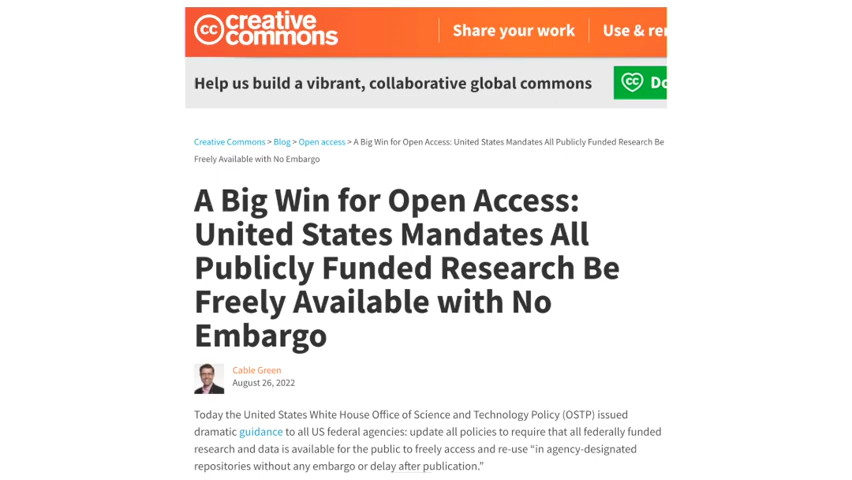 cc creative commons
Share your work
Use &
Help us build a vibrant, collaborative global commons
cc
Creative Commons > Blog > Open access > A Big Win for Open Access: United States Mandates All Publicly Funded Research Be
Freely Available with No Embargo
A Big Win for Open Access:
United States Mandates All
Publicly Funded Research Be
Freely Available with No
Embargo
Cable Green
August 26, 2022
Today the United States White House Office of Science and Technology Policy (OSTP) issued
dramatic guidance to all US federal agencies: update all policies to require that all federally funded
research and data is available for the public to freely access and re-use “in agency-designated
repositories without any embargo or delay after publication.”